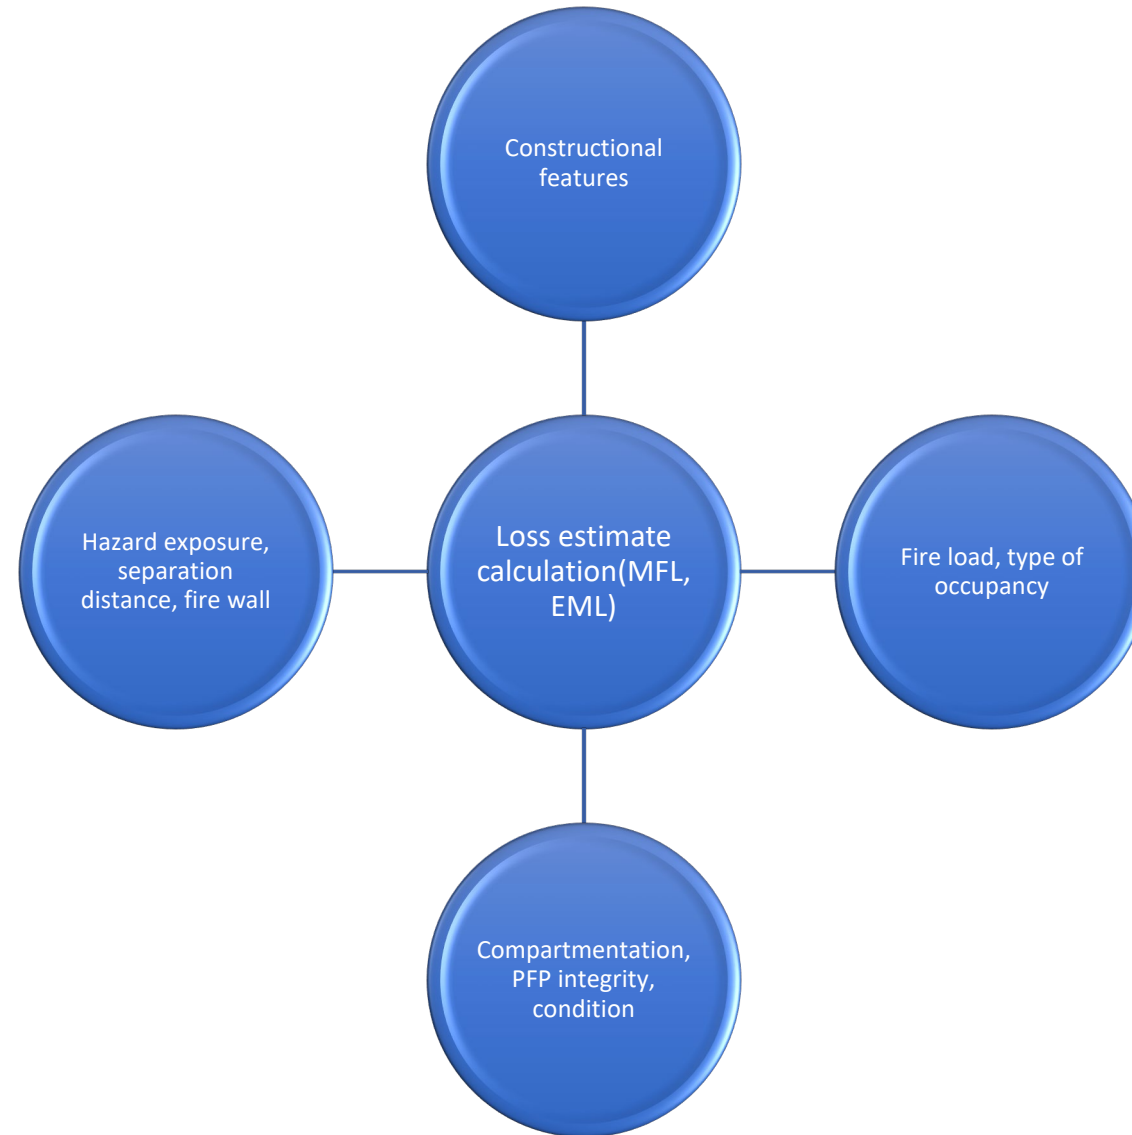 Constructional
features
Hazard exposure,
separation
distance, fire wall
Loss estimate
calculation(MFL,
EML)
Fire load, type of
occupancy
Compartmentation,
PFP integrity,
condition